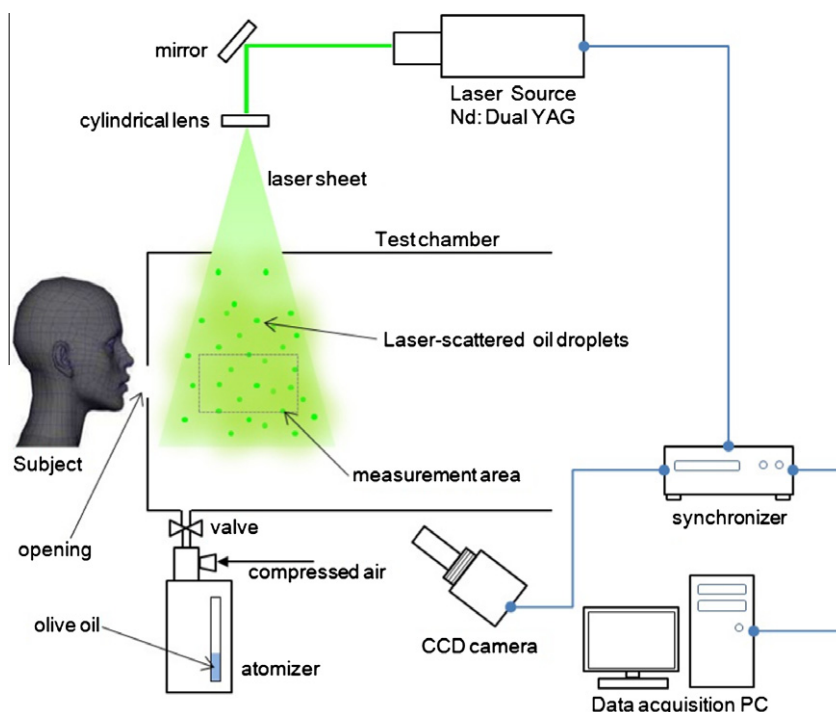 mirror
Laser Source
Nd: Dual YAG
cylindrical lens
laser sheet
Test chamber
Laser-scattered oil droplets
Subject
measurement area
opening
valve
synchronizer
compressed air
olive oil
atomizer
CCD camera
Data acquisition PC